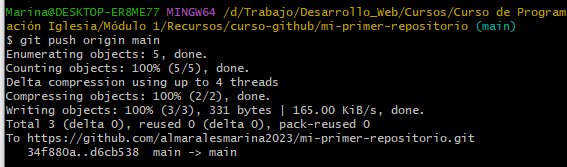 Marina@DESKTOP-ER8ME77 MINGW64 /d/Trabajo/Desarrollo_Web/Cursos/Curso de Program
ación Iglesia/Módulo 1/Recursos/curso-github/mi-primer-repositorio (main)
$ git push origin main
Enumerating objects: 5, done.
Counting objects: 100% (5/5), done.
Delta compression using up to 4 threads
Compressing objects: 100% (2/2), done.
Writing objects: 100% (3/3), 331 bytes | 165.00 KiB/s, done.
Total 3 (delta 0), reused 0 (delta 0), pack-reused 0
To https://github.com/almaralesmarina2023/mi-primer-repositorio.git
   34f880a..d6cb538  main -> main